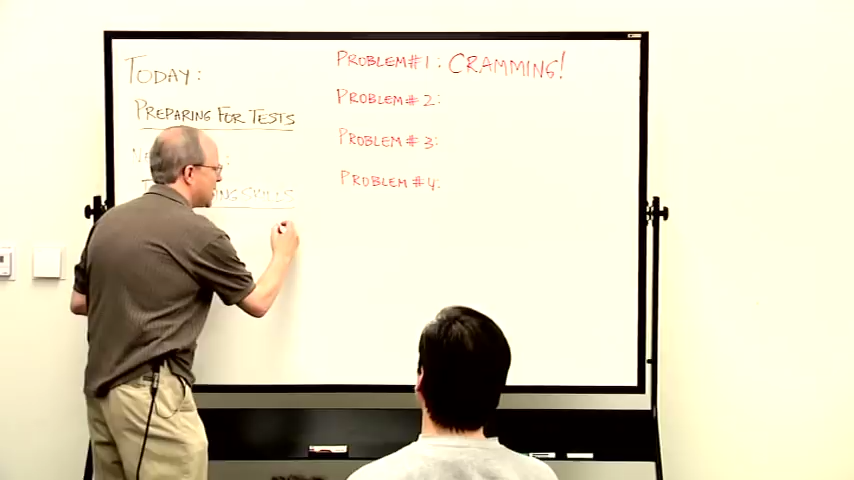 TODAY:
PREPARING FOR TESTS
PROBLEM #1: CRAMMING!
PROBLEM #2:
PROBLEM #3:
PROBLEM #4: